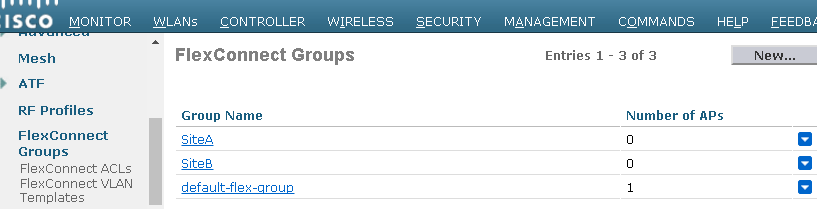 CISCO MONITOR WLANs CONTROLLER WIRELESS SECURITY MANAGEMENT COMMANDS HELP
Advanced
Mesh
ATF
RF Profiles
FlexConnect
Groups
FlexConnect ACLs
FlexConnect VLAN
Templates
FlexConnect Groups Entries 1 - 3 of 3 New...
Group Name Number of APs
SiteA 0
SiteB 0
default-flex-group 1